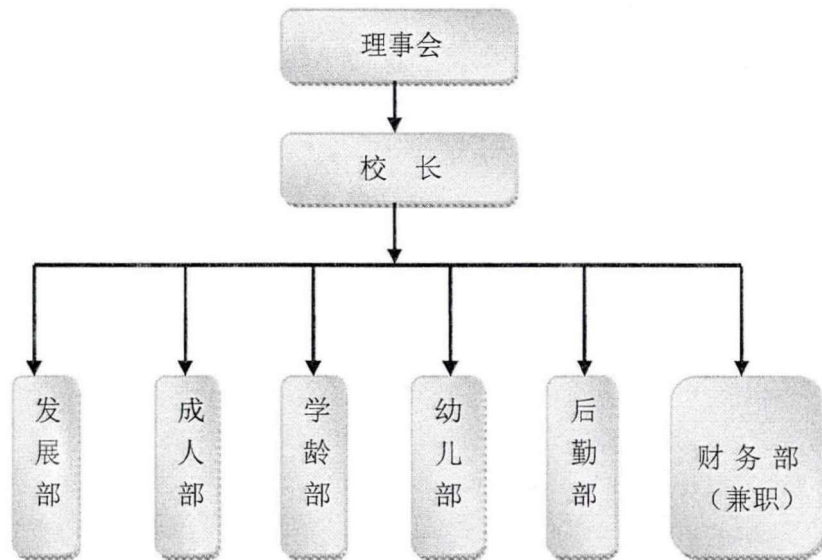 理事会
校 长
发展部
成人部
学龄部
幼儿部
后勤部
财务部
（兼职）